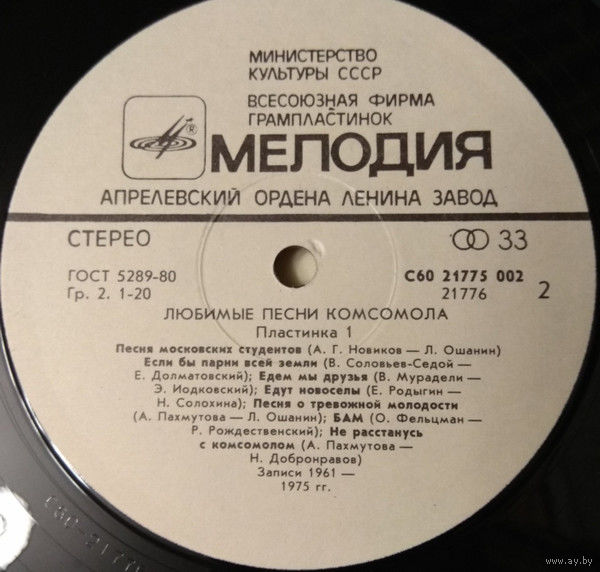 МИНИСТЕРСТВО
КУЛЬТУРЫ СССР
ВСЕСОЮЗНАЯ ФИРМА
ГРАМПЛАСТИНОК
®
МЕЛОДИЯ
АПРЕЛЕВСКИЙ ОРДЕНА ЛЕНИНА ЗАВОД
СТЕРЕО 33
ГОСТ 5289-80 С60 21775 002
Гр. 2. 1-20 21776 2
ЛЮБИМЫЕ ПЕСНИ КОМСОМОЛА
Пластинка 1
Песня московских студентов (А. Г. Новиков — Л. Ошанин)
Если бы парни всей земли (В. Соловьев-Седой —
Е. Долматовский); Едем мы друзья (В. Мурадели —
Э. Иодковский); Едут новоселы (Е. Родыгин —
Н. Солохина); Песня о тревожной молодости
(А. Пахмутова — Л. Ошанин); БАМ (О. Фельцман —
Р. Рождественский); Не расстанусь
с комсомолом (А. Пахмутова —
Н. Добронравов)
Записи 1961 —
1975 гг.
www.ay.by